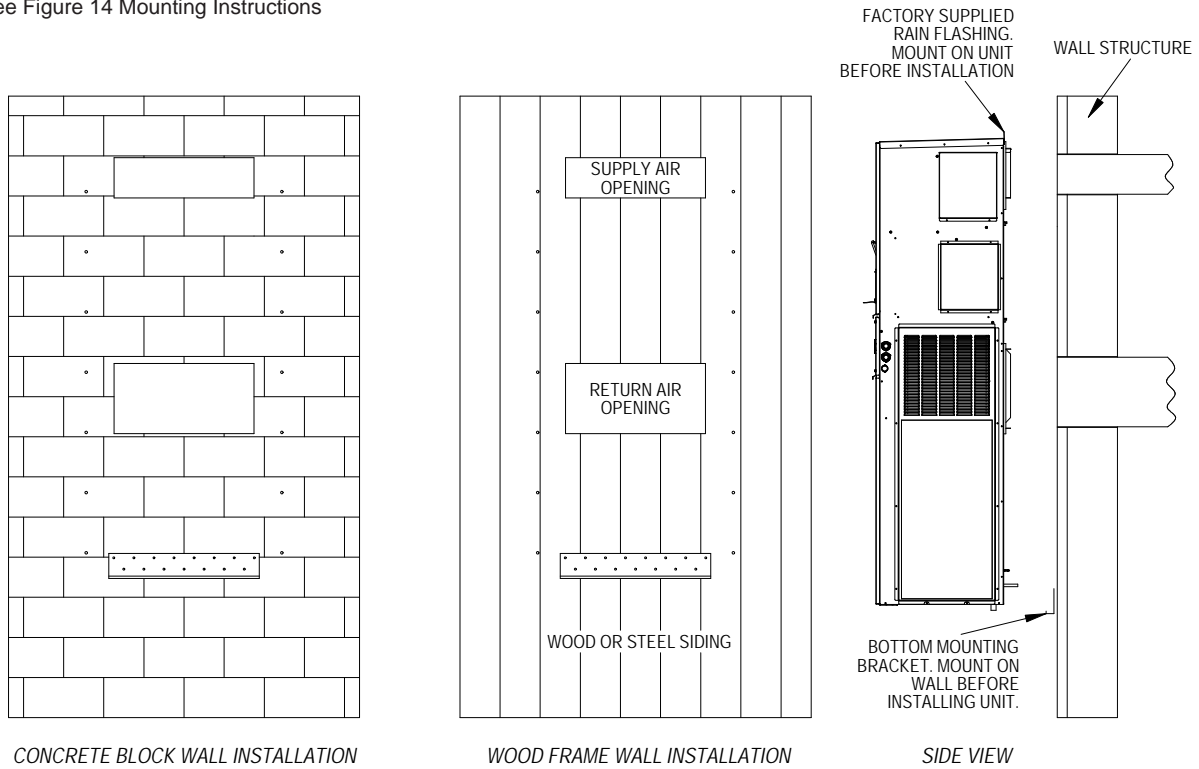 ee Figure 14 Mounting Instructions
FACTORY SUPPLIED
RAIN FLASHING.
MOUNT ON UNIT
BEFORE INSTALLATION
WALL STRUCTURE
SUPPLY AIR
OPENING
RETURN AIR
OPENING
WOOD OR STEEL SIDING
BOTTOM MOUNTING
BRACKET. MOUNT ON
WALL BEFORE
INSTALLING UNIT.
CONCRETE BLOCK WALL INSTALLATION
WOOD FRAME WALL INSTALLATION
SIDE VIEW